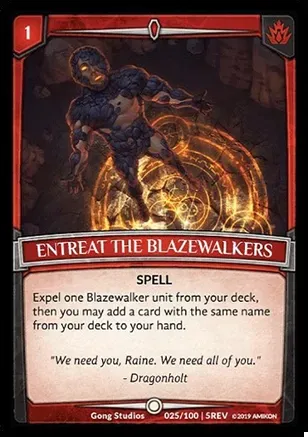 1
ENTREAT THE BLAZEWALKERS
SPELL
Expel one Blazewalker unit from your deck,
then you may add a card with the same name
from your deck to your hand.
"We need you, Raine. We need all of you."
- Dragonholt
Gong Studios 025/100 | 5REV ©2019 AMIKON